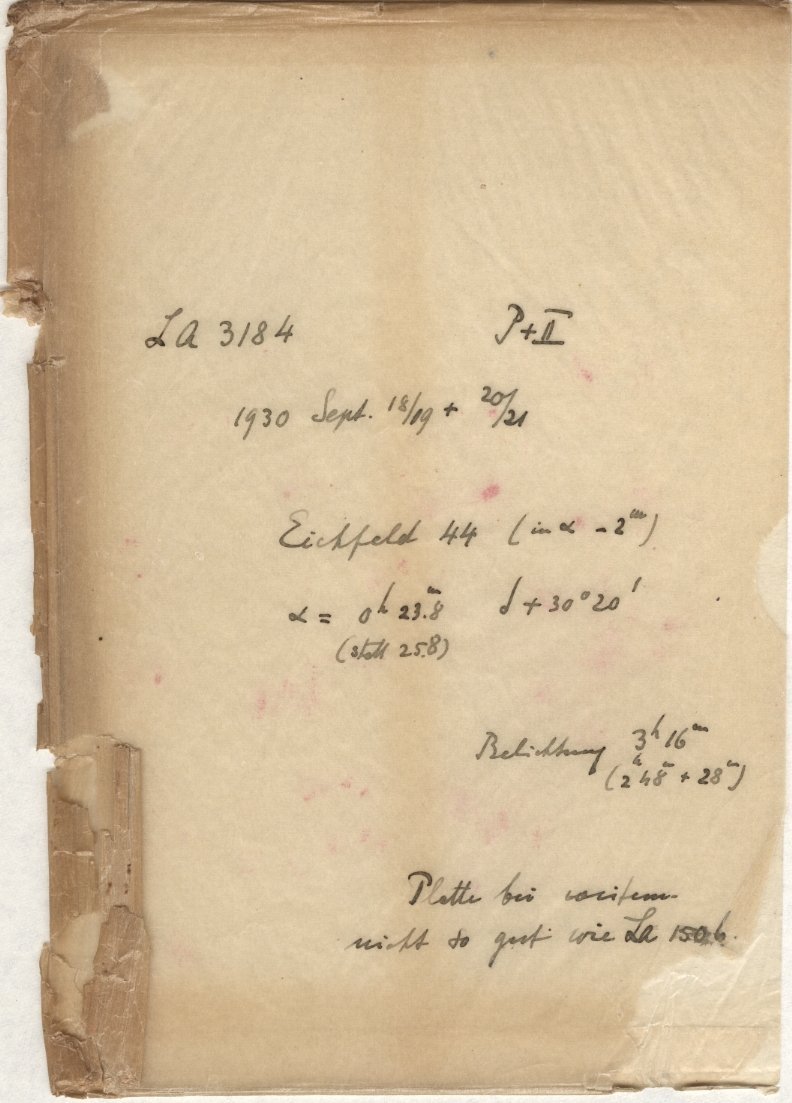 LA 3184 P+II
1930 Sept. 18/19 + 20/21
Eichfeld 44 (in α - 2ᵐ)
α = 0ʰ 23.ᵐ8 δ + 30° 20'
(statt 25.8)
Belichtung 3ʰ 16ᵐ
(2ʰ 48ᵐ + 28ᵐ)
Platte bei weitem
nicht so gut wie La 1506.